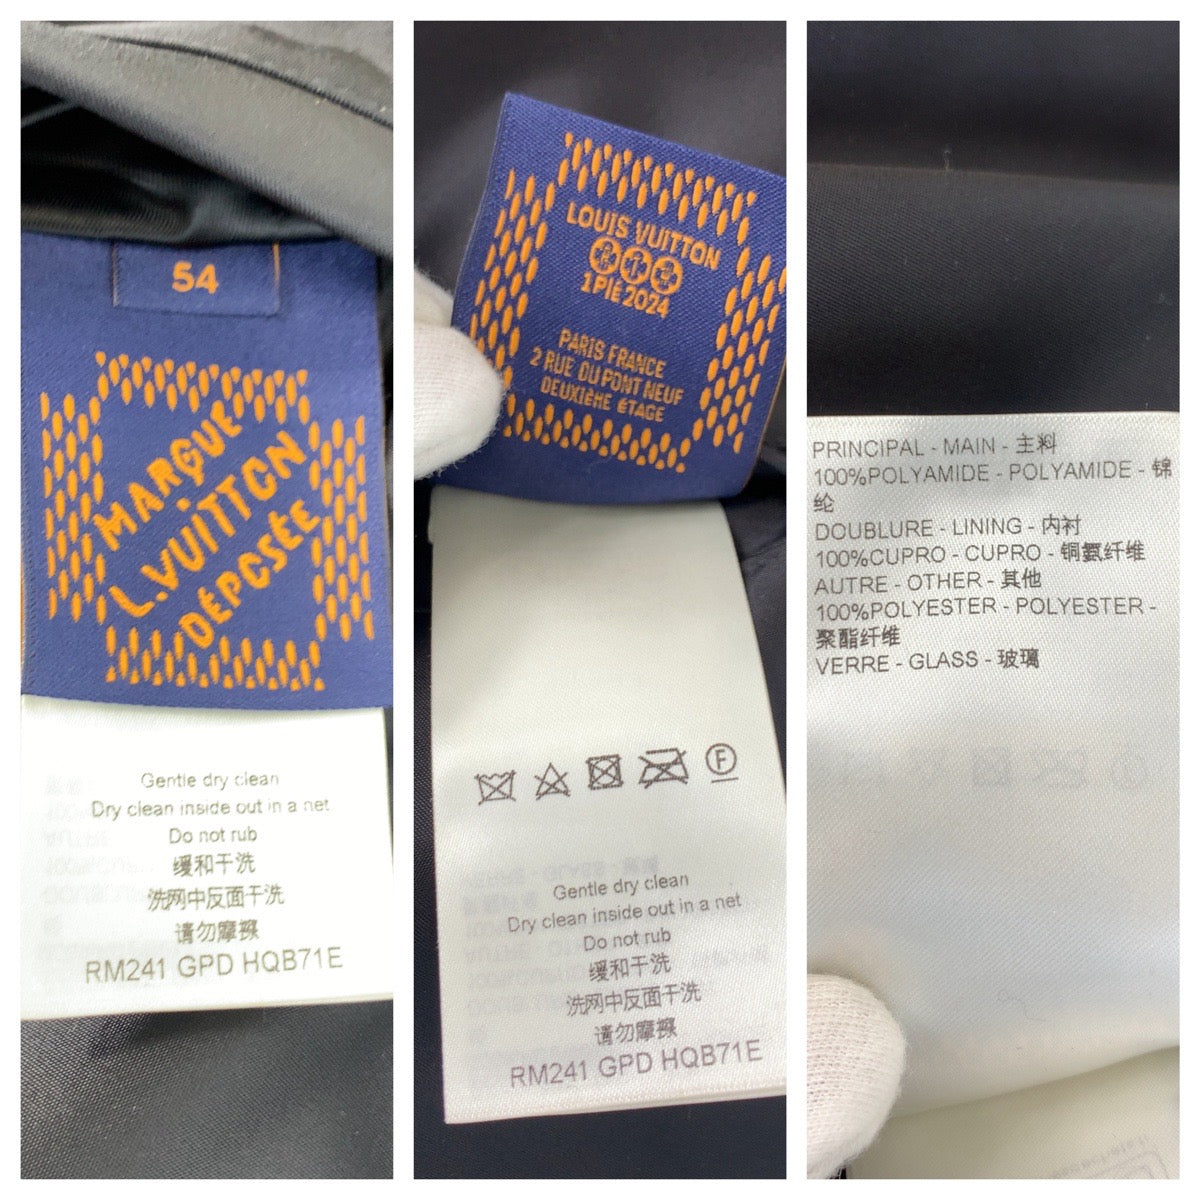 54
MARQUE
L.VUITTON
DÉPOSÉE
Gentle dry clean
Dry clean inside out in a net
Do not rub
缓和干洗
洗网中反面干洗
请勿摩擦
RM241 GPD HQB71E
LOUIS VUITTON
1 PIÉ 2024
PARIS FRANCE
2 RUE DU PONT NEUF
DEUXIÈME ÉTAGE
F
Gentle dry clean
Dry clean inside out in a net
Do not rub
缓和干洗
洗网中反面干洗
请勿摩擦
RM241 GPD HQB71E
PRINCIPAL - MAIN - 主料
100%POLYAMIDE - POLYAMIDE - 锦
纶
DOUBLURE - LINING - 内衬
100%CUPRO - CUPRO - 铜氨纤维
AUTRE - OTHER - 其他
100%POLYESTER - POLYESTER -
聚酯纤维
VERRE - GLASS - 玻璃